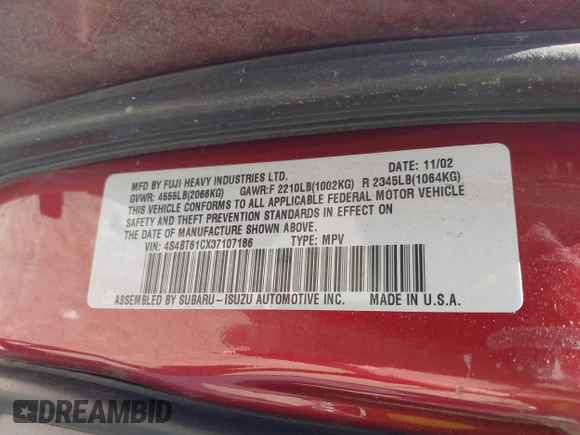 MFD BY FUJI HEAVY INDUSTRIES LTD. DATE: 11/02
GVWR: 4555LB(2066KG) GAWR:F 2210LB(1002KG) R 2345LB(1064KG)
THIS VEHICLE CONFORMS TO ALL APPLICABLE FEDERAL MOTOR VEHICLE
SAFETY AND THEFT PREVENTION STANDARDS IN EFFECT ON
THE DATE OF MANUFACTURE SHOWN ABOVE.
VIN: 4S4BT61CX37107186 TYPE: MPV
ASSEMBLED BY SUBARU-ISUZU AUTOMOTIVE INC. MADE IN U.S.A.
DREAMBID